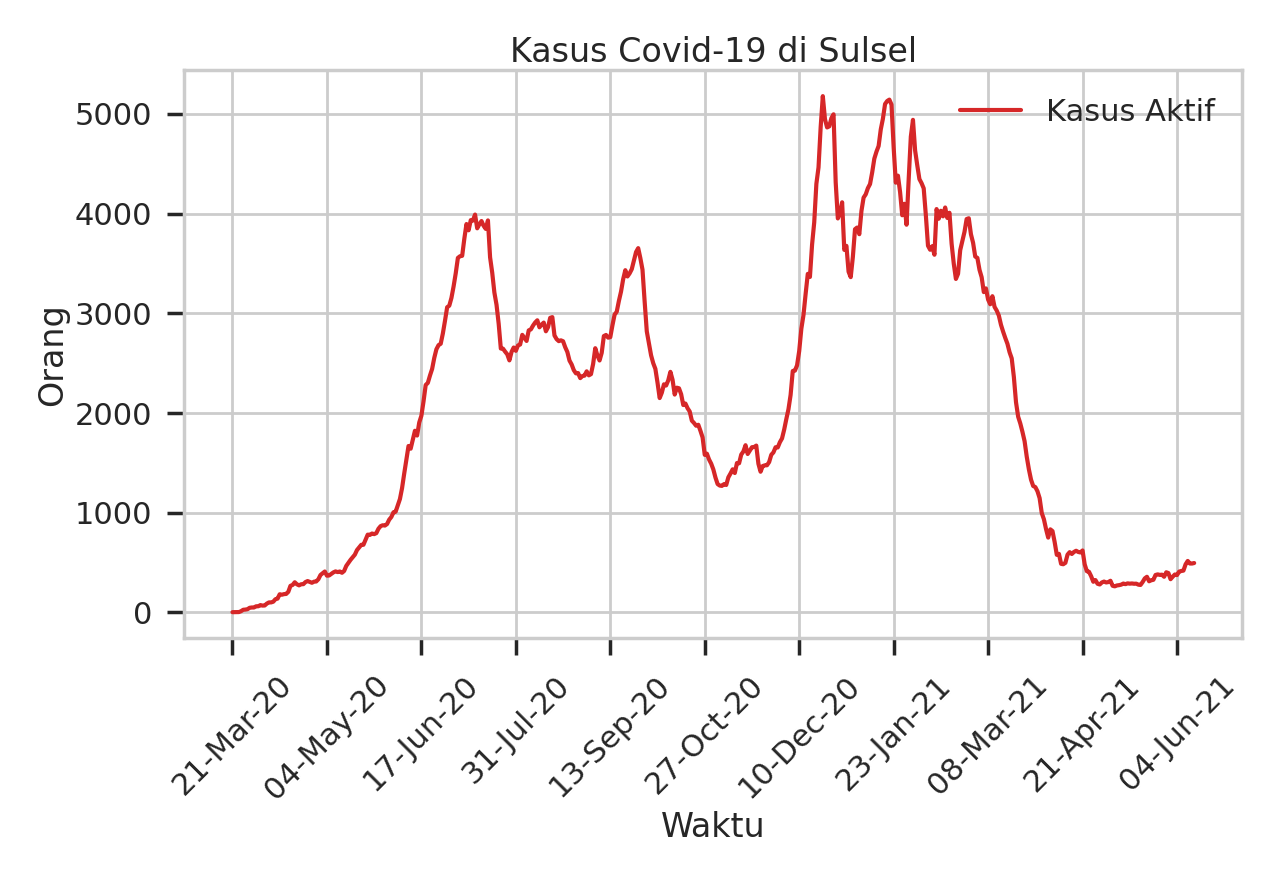 Kasus Covid-19 di Sulsel
Kasus Aktif
Orang
5000
4000
3000
2000
1000
0
21-Mar-20
04-May-20
17-Jun-20
31-Jul-20
13-Sep-20
27-Oct-20
10-Dec-20
23-Jan-21
08-Mar-21
21-Apr-21
04-Jun-21
Waktu